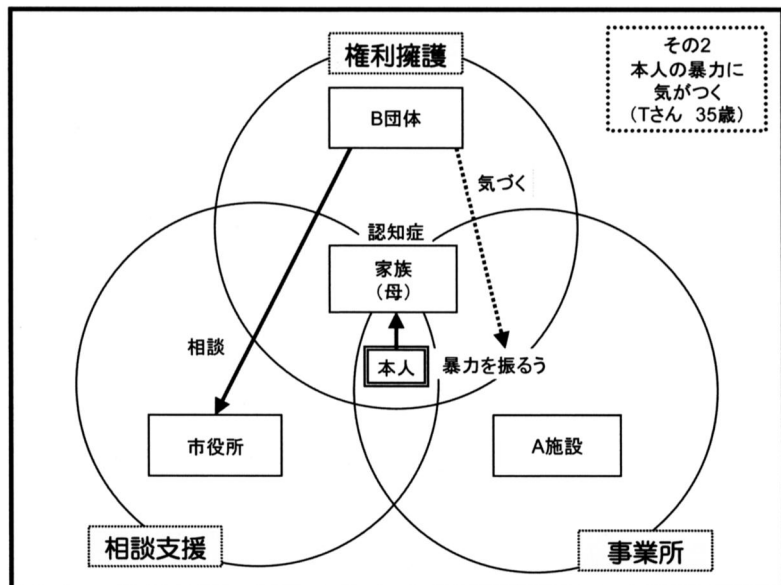 権利擁護
その2
本人の暴力に
気がつく
(Tさん 35歳)
B団体
気づく
認知症
家族
(母)
相談
本人
暴力を振るう
市役所
A施設
相談支援
事業所